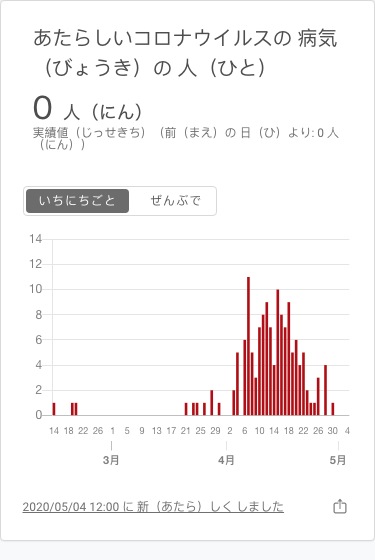 あたらしいコロナウイルスの 病気
（びょうき）の 人（ひと）
0 人（にん）
実績値（じっせきち）（前（まえ）の 日（ひ）より: 0 人
（にん））
いちにちごと ぜんぶで
14
12
10
8
6
4
2
0
14 18 22 26 1 5 9 13 17 21 25 29 2 6 10 14 18 22 26 30 4
3月 4月 5月
2020/05/04 12:00 に 新（あたら）しく しました